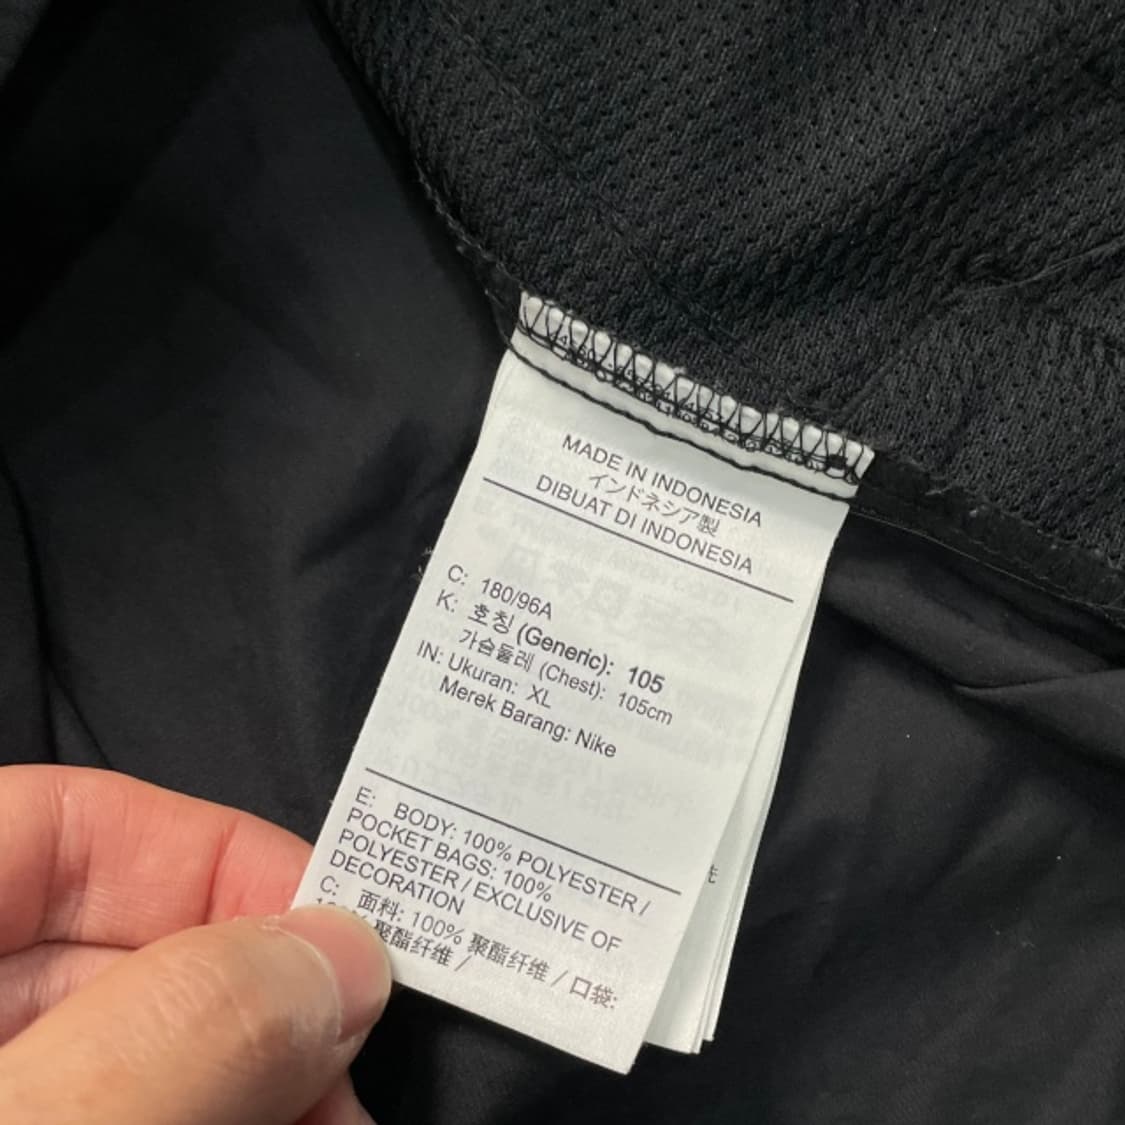 MADE IN INDONESIA
インドネシア製
DIBUAT DI INDONESIA
C: 180/96A
K: 호칭 (Generic): 105
가슴둘레 (Chest): 105cm
IN: Ukuran: XL
Merek Barang: Nike
E: BODY: 100% POLYESTER /
POCKET BAGS: 100%
POLYESTER / EXCLUSIVE OF
DECORATION
C: 面料: 100% 聚酯纤维 / 口袋:
聚酯纤维 /